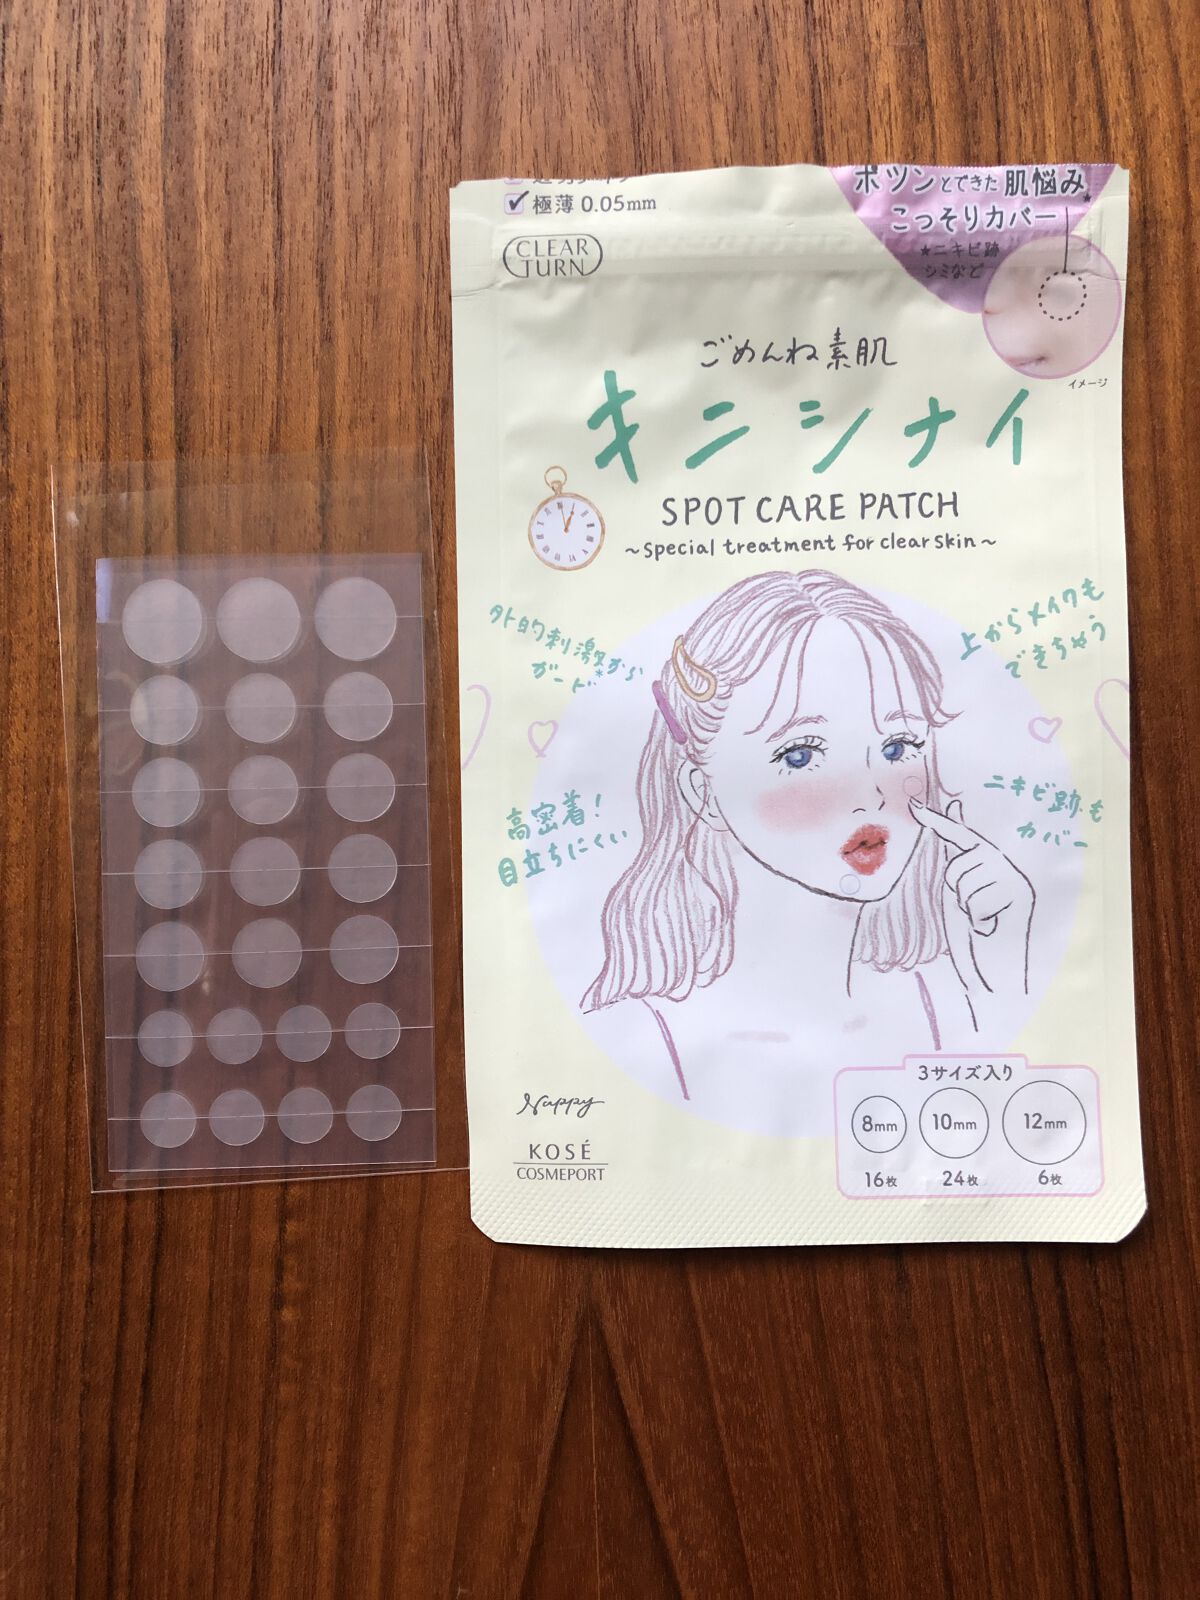 極薄 0.05mm
CLEAR
TURN
ポツンとできた 肌悩み★
こっそりカバー
★ニキビ跡
シミなど
イメージ
ごめんね素肌
キニシナイ
SPOT CARE PATCH
~special treatment for clear skin~
外的刺激から
ガード*
上からメイクも
できちゃう
高密着!
目立ちにくい
ニキビ跡も
カバー
Nappy
KOSÉ
COSMEPORT
3サイズ入り
8mm 10mm 12mm
16枚 24枚 6枚